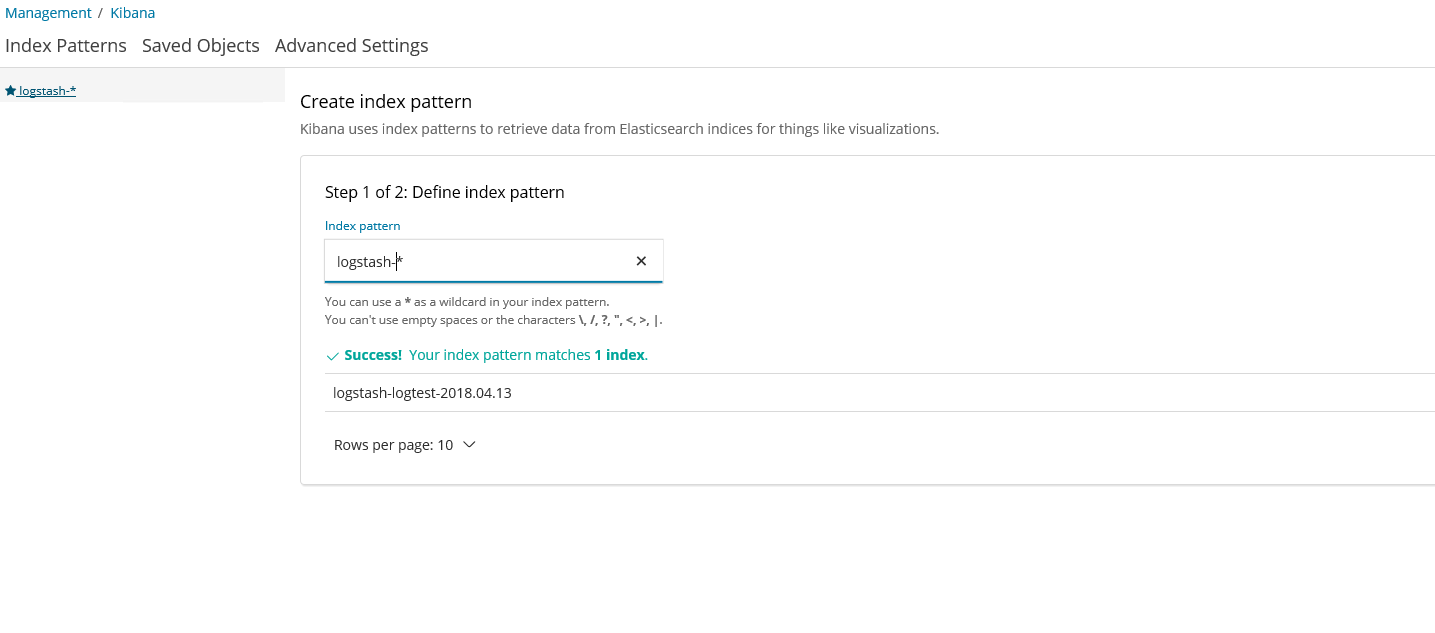 Management / Kibana
Index Patterns Saved Objects Advanced Settings
logstash-*
Create index pattern
Kibana uses index patterns to retrieve data from Elasticsearch indices for things like visualizations.
Step 1 of 2: Define index pattern
Index pattern
logstash-*
You can use a * as a wildcard in your index pattern.
You can't use empty spaces or the characters \, /, ?, ", <, >, |.
Success! Your index pattern matches 1 index.
logstash-logtest-2018.04.13
Rows per page: 10